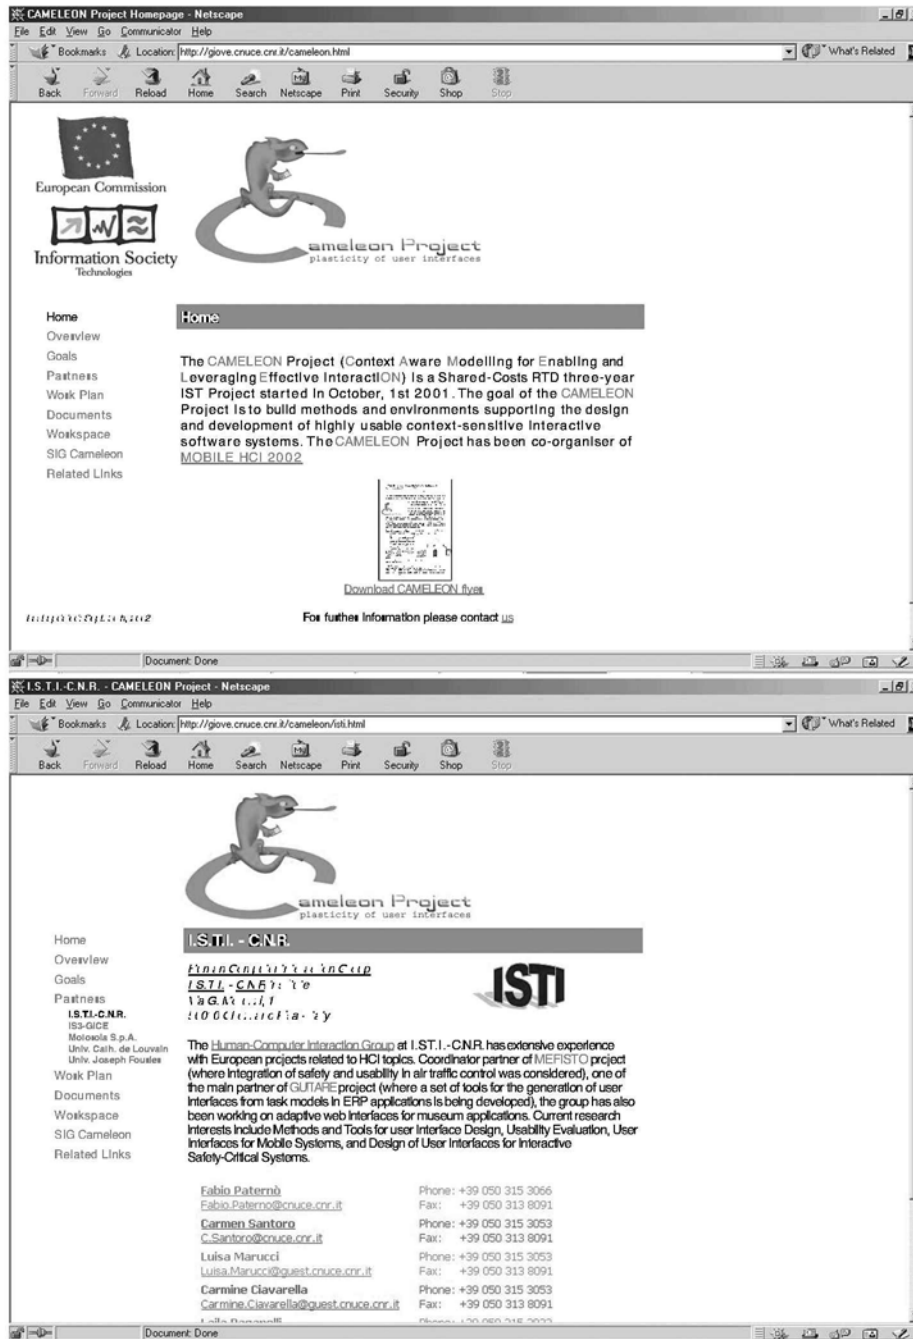 CAMELEON Project Homepage - Netscape
File Edit View Go Communicator Help
Bookmarks Location: http://giove.cnuce.cnr.it/cameleon.html What's Related
Back Forward Reload Home Search Netscape Print Security Shop Stop
European Commission
Information Society
Technologies
Cameleon Project
plasticity of user interfaces
Home
Overview
Goals
Partners
Work Plan
Documents
Workspace
SIG Cameleon
Related Links
Home
The CAMELEON Project (Context Aware Modelling for Enabling and
Leveraging Effective InteractION) is a Shared-Costs RTD three-year
IST Project started in October, 1st 2001. The goal of the CAMELEON
Project is to build methods and environments supporting the design
and development of highly usable context-sensitive interactive
software systems. The CAMELEON Project has been co-organiser of
MOBILE HCI 2002
Download CAMELEON flyer
For further information please contact us
Document: Done
I.S.T.I.-C.N.R. - CAMELEON Project - Netscape
File Edit View Go Communicator Help
Bookmarks Location: http://giove.cnuce.cnr.it/cameleon/isti.html What's Related
Back Forward Reload Home Search Netscape Print Security Shop Stop
Cameleon Project
plasticity of user interfaces
Home
Overview
Goals
Partners
I.S.T.I.-C.N.R.
IS3-GICE
Motorola S.p.A.
Univ. Cath. de Louvain
Univ. Joseph Fourier
Work Plan
Documents
Workspace
SIG Cameleon
Related Links
I.S.T.I. - C.N.R.
I.S.T.I. - C.N.R.
ISTI
The Human-Computer Interaction Group at I.S.T.I.-C.N.R. has extensive experience
with European projects related to HCI topics. Coordinator partner of MEFISTO project
(where integration of safety and usability in air traffic control was considered), one of
the main partner of GUITARE project (where a set of tools for the generation of user
interfaces from task models in ERP applications is being developed), the group has also
been working on adaptive web interfaces for museum applications. Current research
interests include Methods and Tools for user Interface Design, Usability Evaluation, User
Interfaces for Mobile Systems, and Design of User Interfaces for Interactive
Safety-Critical Systems.
Fabio Paternò Phone: +39 050 315 3066
Fabio.Paterno@cnuce.cnr.it Fax: +39 050 313 8091
Carmen Santoro Phone: +39 050 315 3053
C.Santoro@cnuce.cnr.it Fax: +39 050 313 8091
Luisa Marucci Phone: +39 050 315 3053
Luisa.Marucci@guest.cnuce.cnr.it Fax: +39 050 313 8091
Carmine Ciavarella Phone: +39 050 315 3053
Carmine.Ciavarella@guest.cnuce.cnr.it Fax: +39 050 313 8091
Document: Done